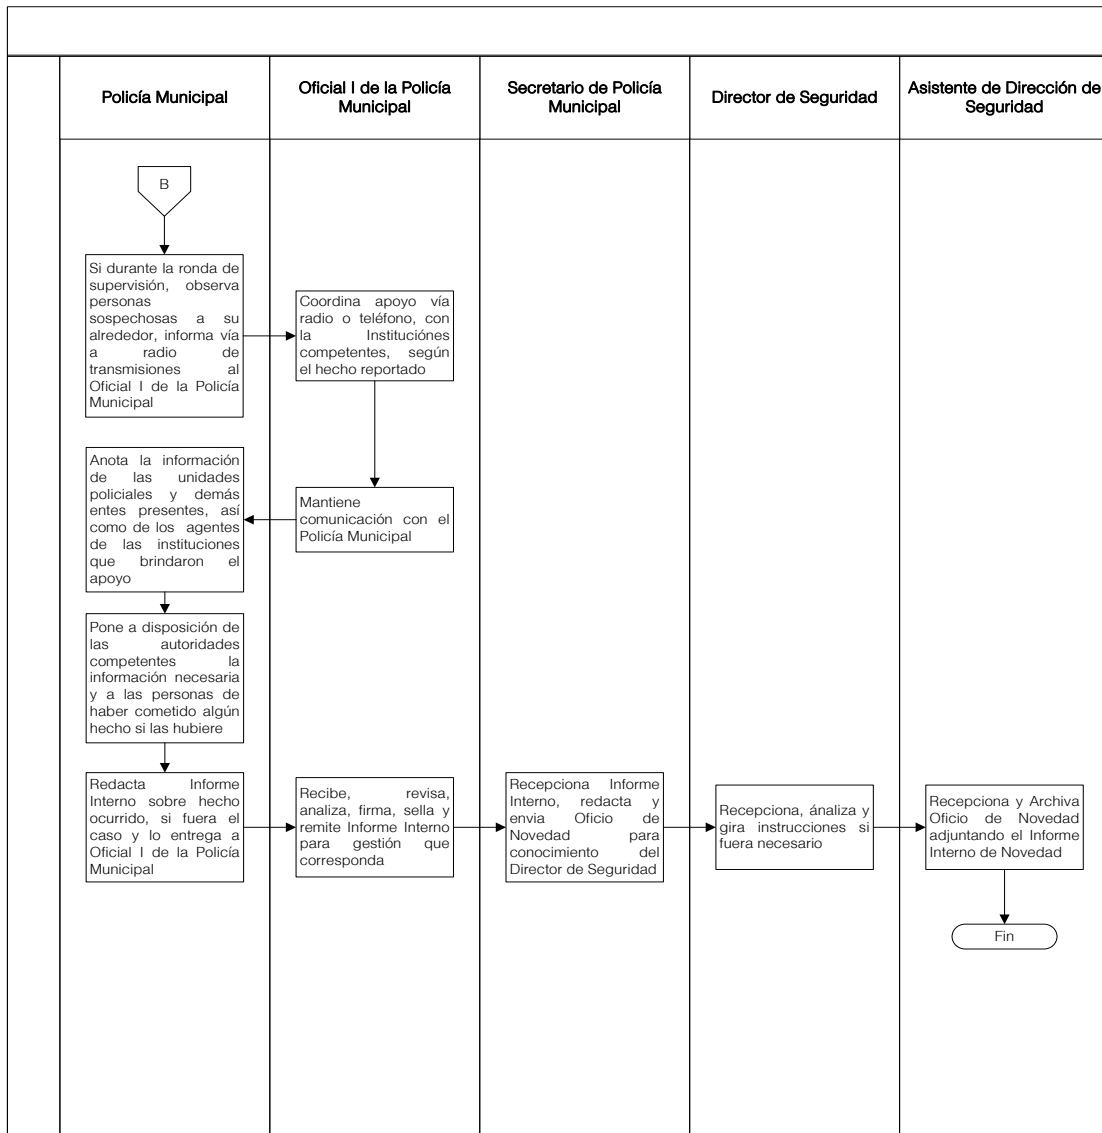 Policía Municipal
Oficial I de la Policía
Municipal
Secretario de Policía
Municipal
Director de Seguridad
Asistente de Dirección de
Seguridad
B
Si durante la ronda de
supervisión, observa
personas
sospechosas a su
alrededor, informa vía
a radio de
transmisiones al
Oficial I de la Policía
Municipal
Coordina apoyo vía
radio o teléfono, con
la Instituciónes
competentes, según
el hecho reportado
Mantiene
comunicación con el
Policía Municipal
Anota la información
de las unidades
policiales y demás
entes presentes, así
como de los agentes
de las instituciones
que brindaron el
apoyo
Pone a disposición de
las autoridades
competentes la
información necesaria
y a las personas de
haber cometido algún
hecho si las hubiere
Redacta Informe
Interno sobre hecho
ocurrido, si fuera el
caso y lo entrega a
Oficial I de la Policía
Municipal
Recibe, revisa,
analiza, firma, sella y
remite Informe Interno
para gestión que
corresponda
Recepciona Informe
Interno, redacta y
envia Oficio de
Novedad para
conocimiento del
Director de Seguridad
Recepciona, ánaliza y
gira instrucciones si
fuera necesario
Recepciona y Archiva
Oficio de Novedad
adjuntando el Informe
Interno de Novedad
Fin